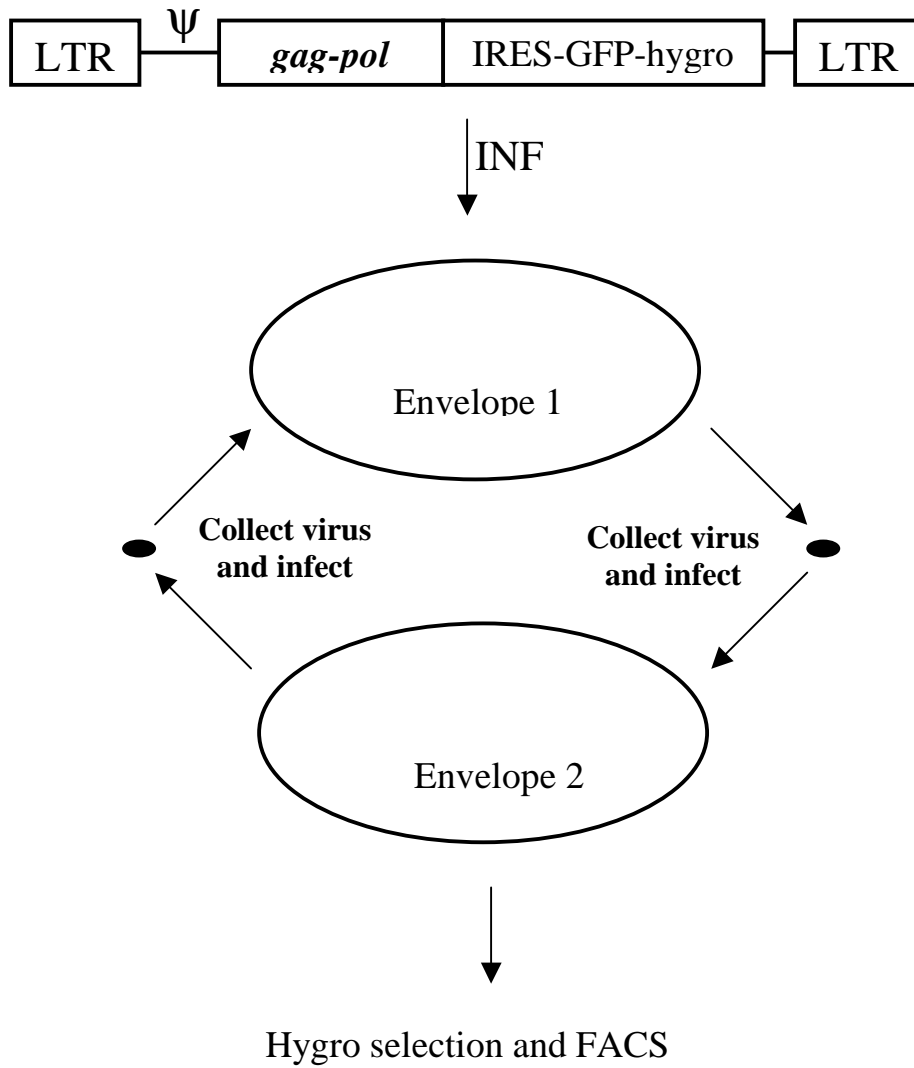 ψ
LTR gag-pol IRES-GFP-hygro LTR
INF
Envelope 1
Collect virus
and infect
Collect virus
and infect
Envelope 2
Hygro selection and FACS